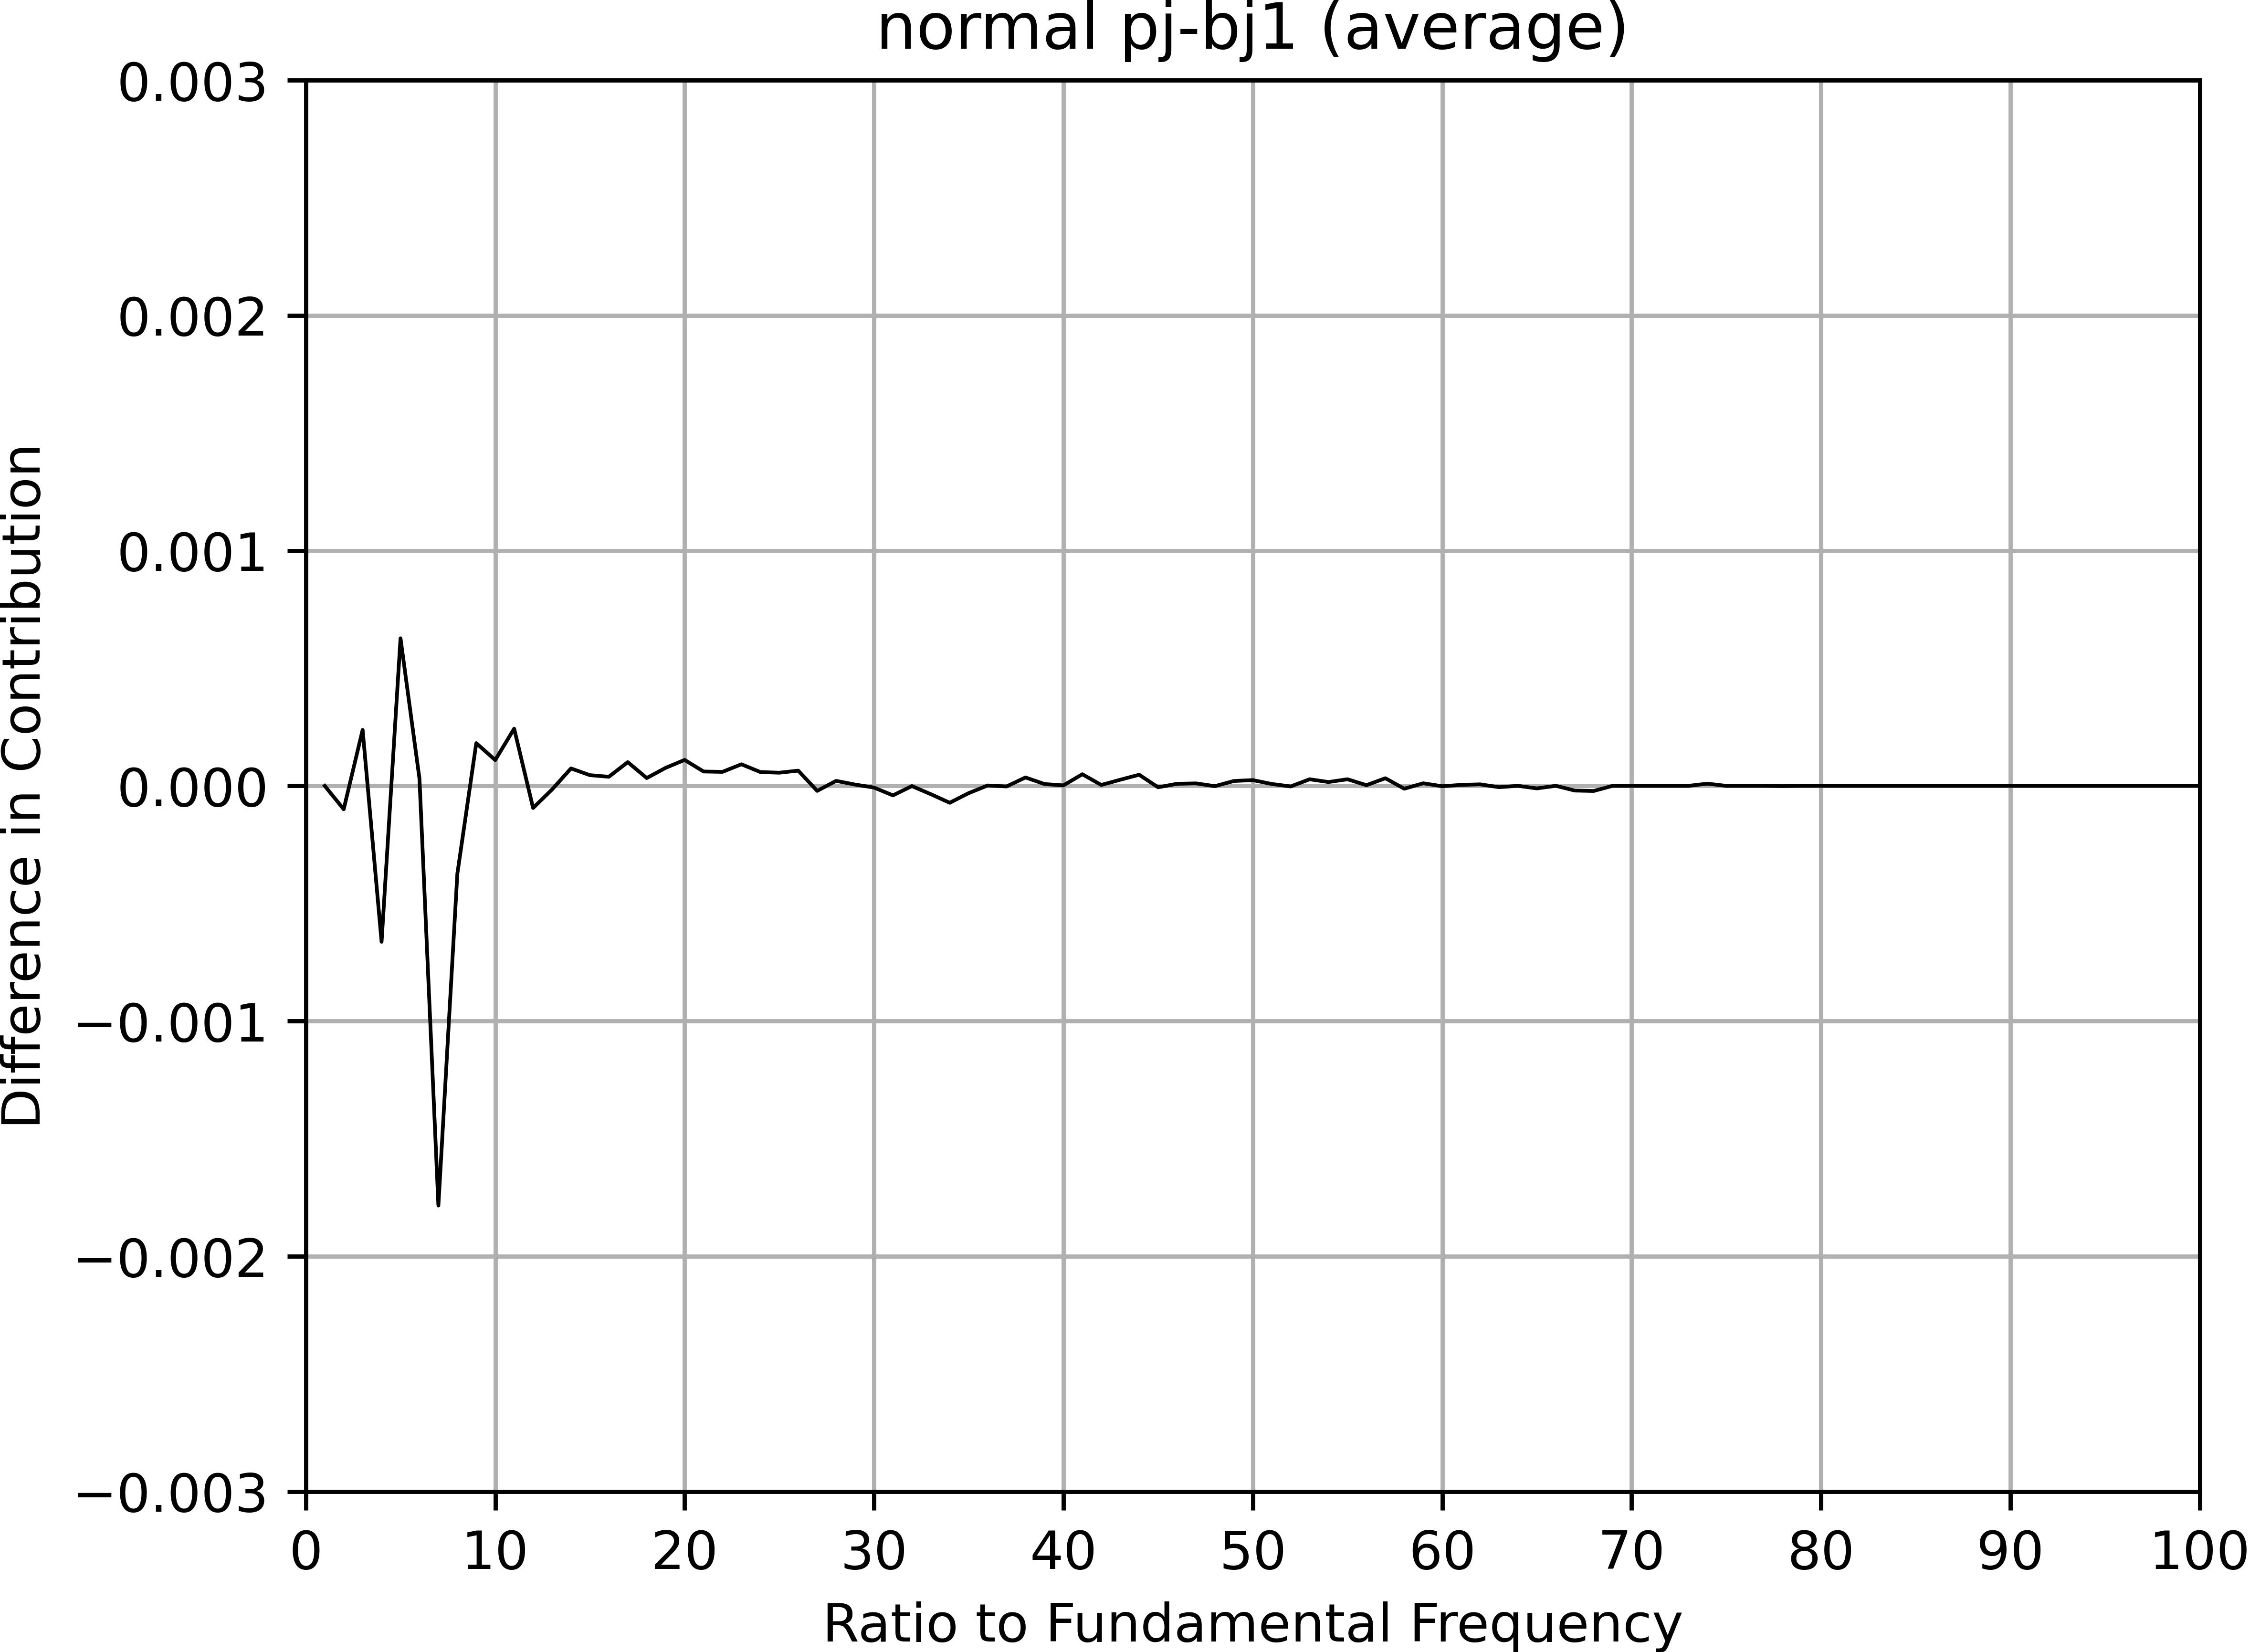 normal pj-bj1 (average)
0.003
0.002
0.001
0.000
−0.001
−0.002
−0.003
Difference in Contribution
0 10 20 30 40 50 60 70 80 90 100
Ratio to Fundamental Frequency